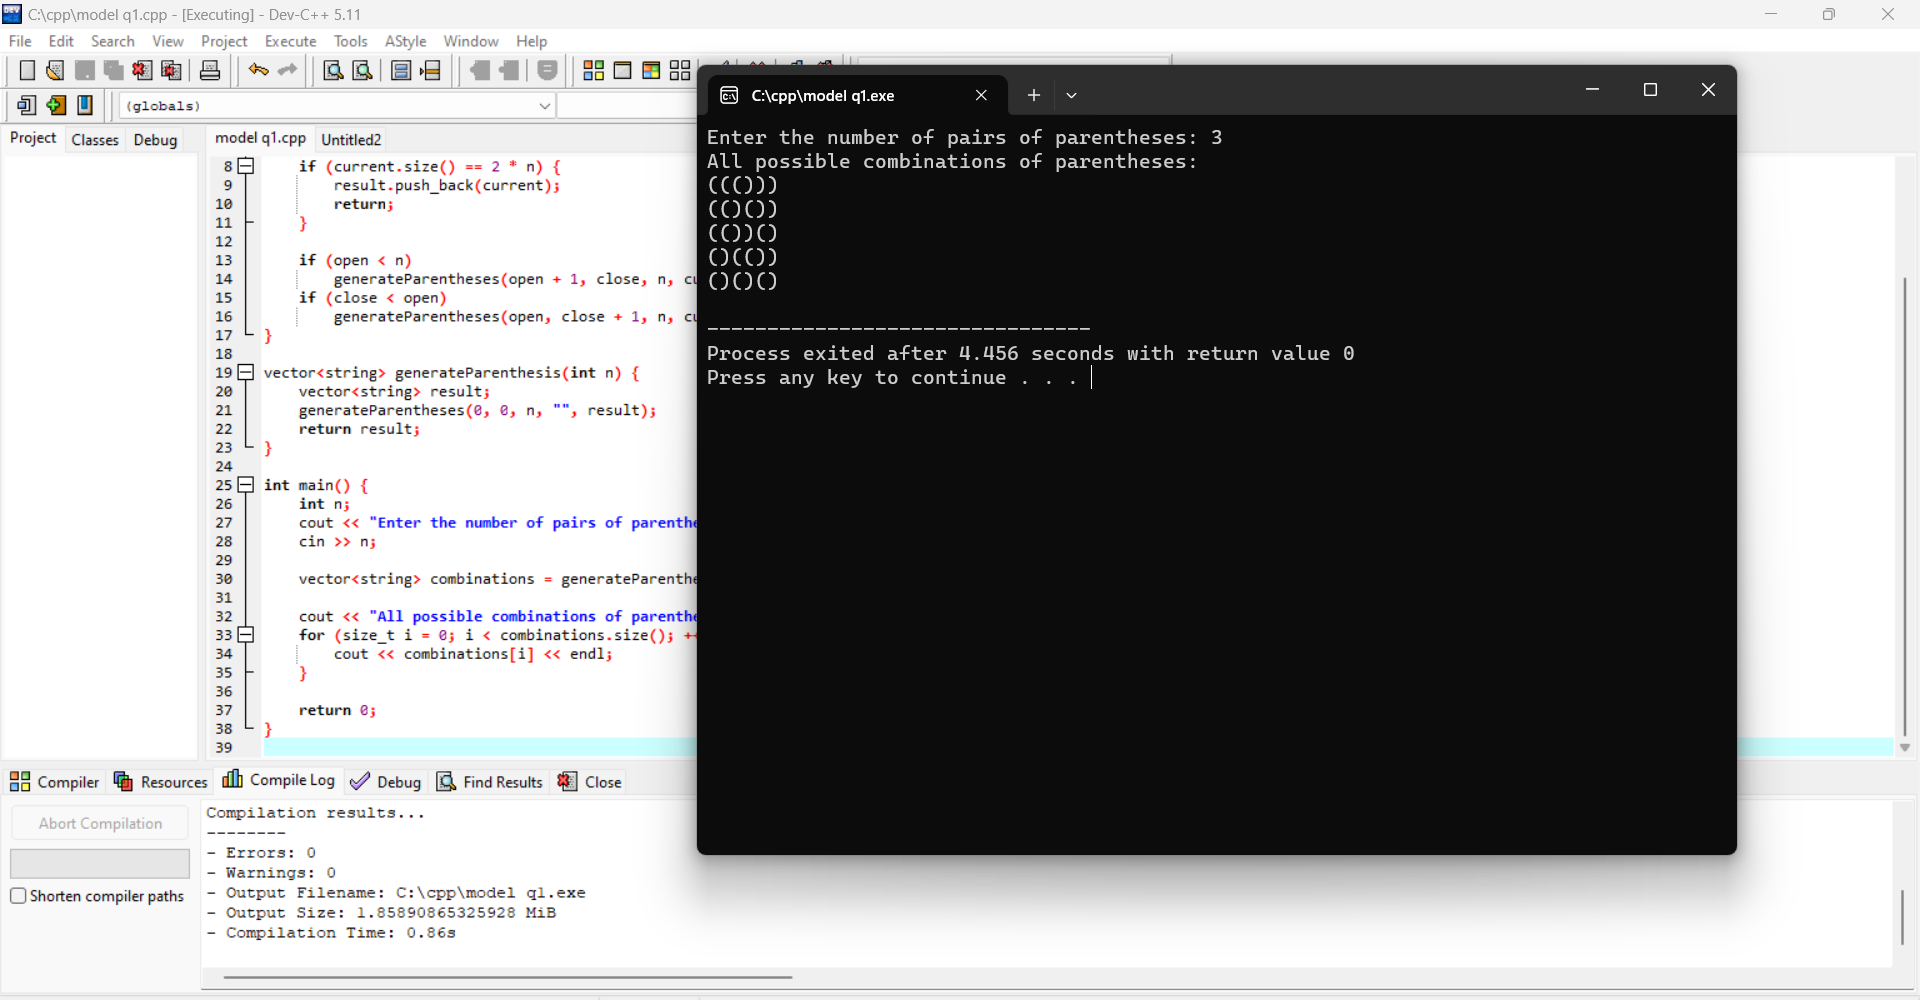 C:\cpp\model q1.cpp - [Executing] - Dev-C++ 5.11
File Edit Search View Project Execute Tools AStyle Window Help
(globals)
Project Classes Debug
model q1.cpp Untitled2
8 if (current.size() == 2 * n) {
9 result.push_back(current);
10 return;
11 }
12
13 if (open < n)
14 generateParentheses(open + 1, close, n, cu
15 if (close < open)
16 generateParentheses(open, close + 1, n, cu
17 }
18
19 vector<string> generateParenthesis(int n) {
20 vector<string> result;
21 generateParentheses(0, 0, n, "", result);
22 return result;
23 }
24
25 int main() {
26 int n;
27 cout << "Enter the number of pairs of parenthe
28 cin >> n;
29
30 vector<string> combinations = generateParenthe
31
32 cout << "All possible combinations of parenthe
33 for (size_t i = 0; i < combinations.size(); ++
34 cout << combinations[i] << endl;
35 }
36
37 return 0;
38 }
39
C:\cpp\model q1.exe
Enter the number of pairs of parentheses: 3
All possible combinations of parentheses:
((()))
(()())
(())()
()(())
()()()
--------------------------------
Process exited after 4.456 seconds with return value 0
Press any key to continue . . .
Compiler Resources Compile Log Debug Find Results Close
Abort Compilation
Shorten compiler paths
Compilation results...
--------
- Errors: 0
- Warnings: 0
- Output Filename: C:\cpp\model q1.exe
- Output Size: 1.85890865325928 MiB
- Compilation Time: 0.86s